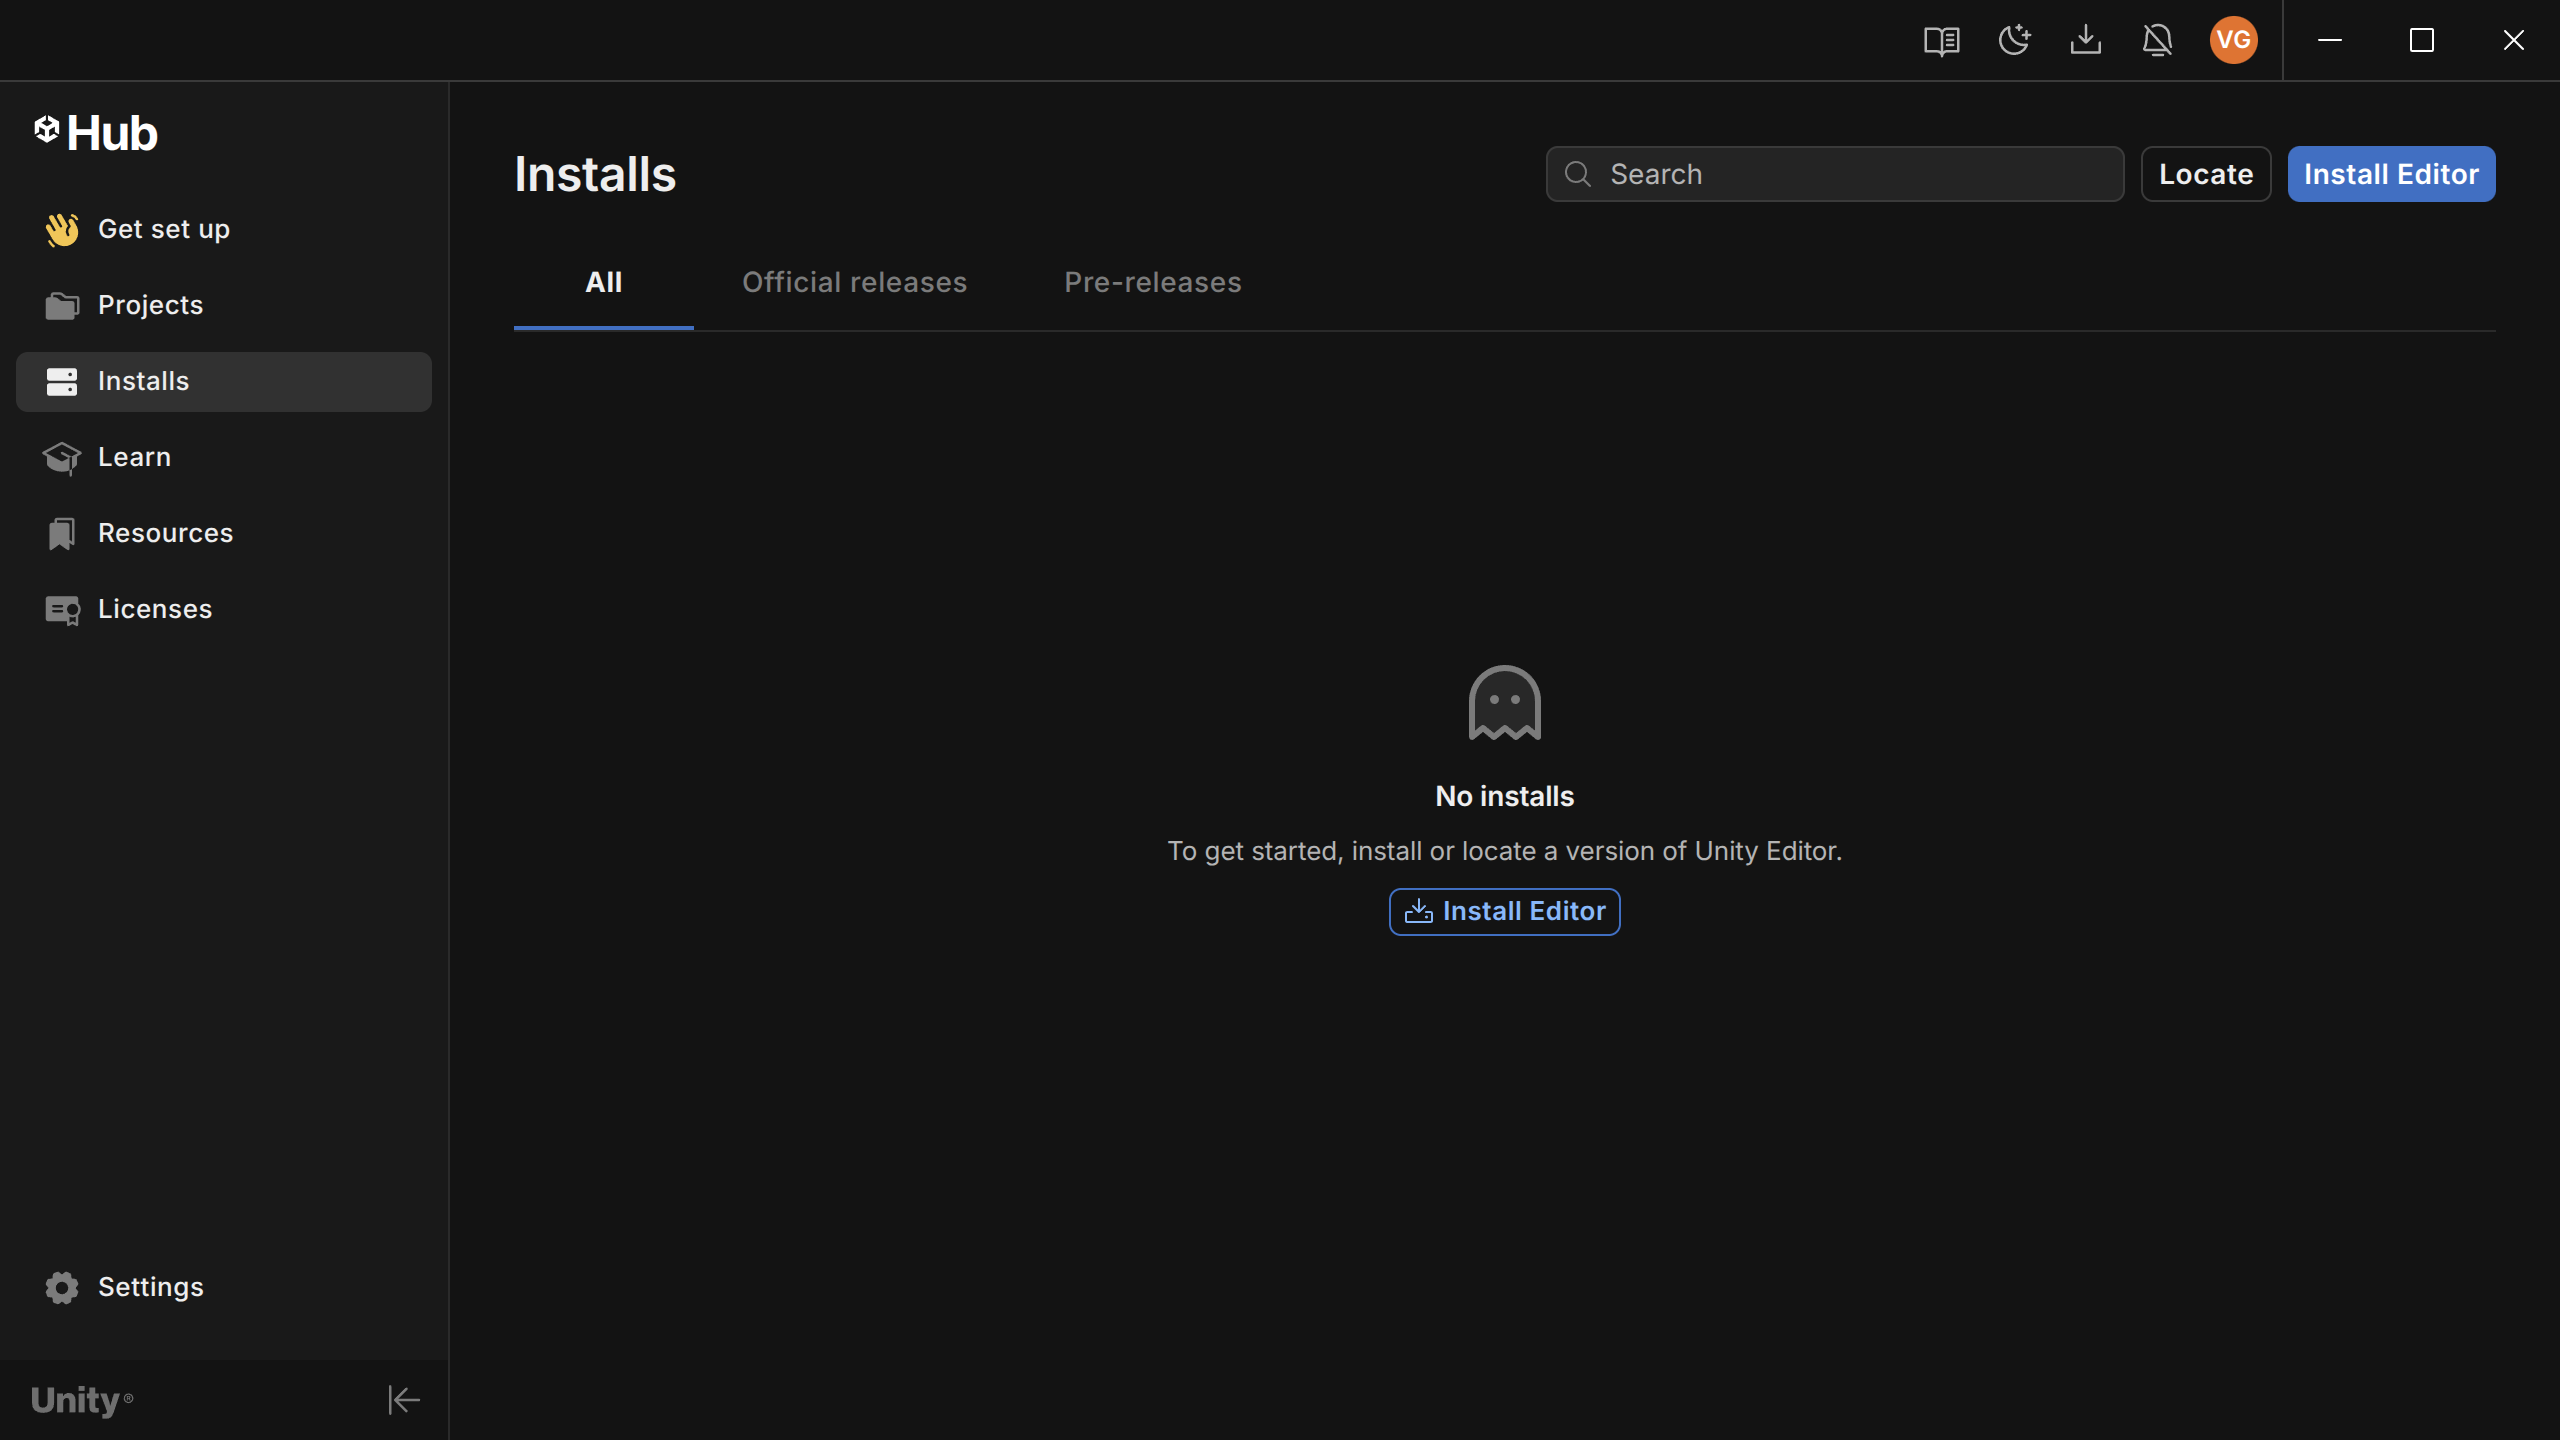 VG
Hub
Get set up
Projects
Installs
Learn
Resources
Licenses
Settings
Unity®
Installs
Search
Locate
Install Editor
All
Official releases
Pre-releases
No installs
To get started, install or locate a version of Unity Editor.
Install Editor